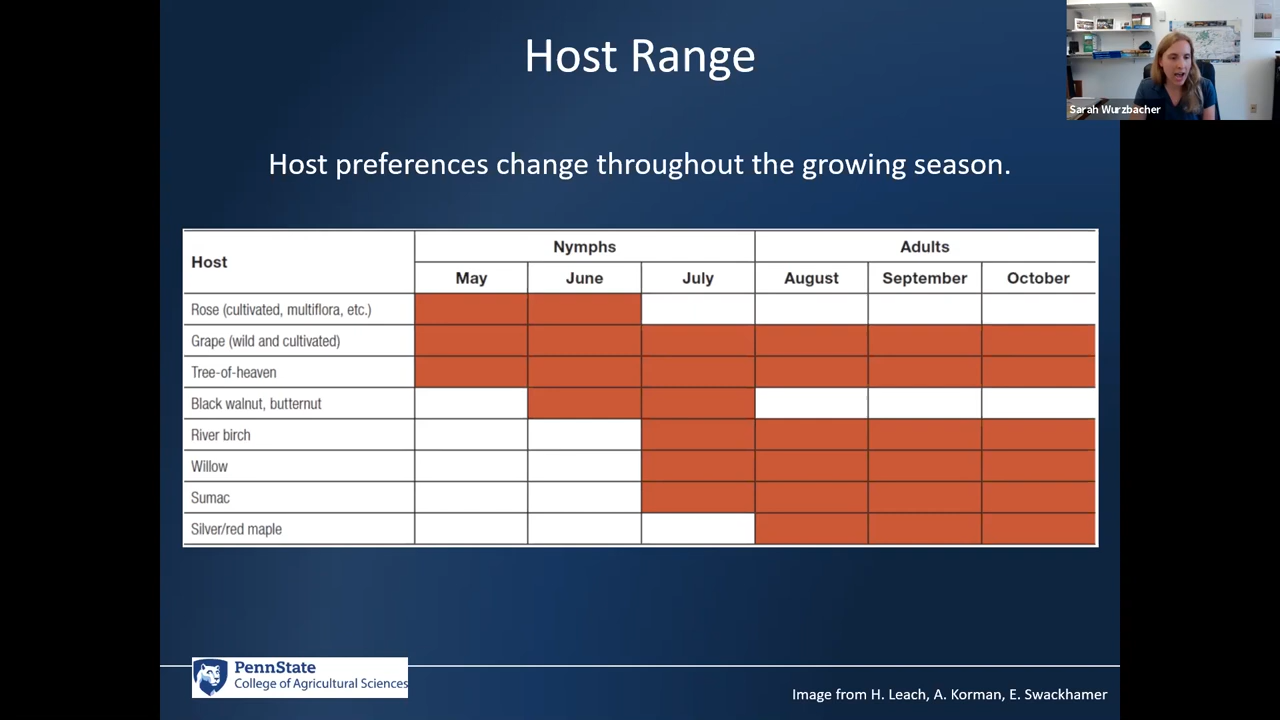 Host Range
Sarah Wurzbacher
Host preferences change throughout the growing season.
Host
Nymphs
Adults
May
June
July
August
September
October
Rose (cultivated, multiflora, etc.)
Grape (wild and cultivated)
Tree-of-heaven
Black walnut, butternut
River birch
Willow
Sumac
Silver/red maple
PennState
College of Agricultural Sciences
Image from H. Leach, A. Korman, E. Swackhamer